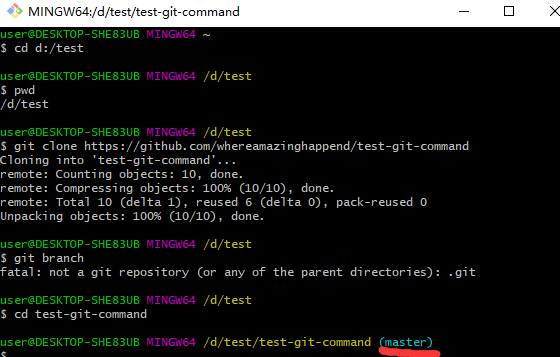 MINGW64:/d/test/test-git-command
user@DESKTOP-SHE83UB MINGW64 ~
$ cd d:/test
user@DESKTOP-SHE83UB MINGW64 /d/test
$ pwd
/d/test
user@DESKTOP-SHE83UB MINGW64 /d/test
$ git clone https://github.com/whereamazinghappend/test-git-command
Cloning into 'test-git-command'...
remote: Counting objects: 10, done.
remote: Compressing objects: 100% (10/10), done.
remote: Total 10 (delta 1), reused 6 (delta 0), pack-reused 0
Unpacking objects: 100% (10/10), done.
user@DESKTOP-SHE83UB MINGW64 /d/test
$ git branch
fatal: not a git repository (or any of the parent directories): .git
user@DESKTOP-SHE83UB MINGW64 /d/test
$ cd test-git-command
user@DESKTOP-SHE83UB MINGW64 /d/test/test-git-command (master)
$